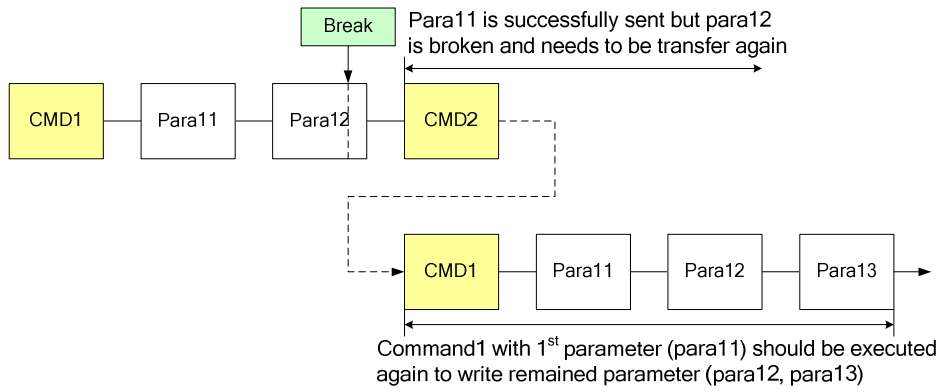 Break
Para11 is successfully sent but para12
is broken and needs to be transfer again
CMD1
Para11
Para12
CMD2
CMD1
Para11
Para12
Para13
Command1 with 1st parameter (para11) should be executed
again to write remained parameter (para12, para13)